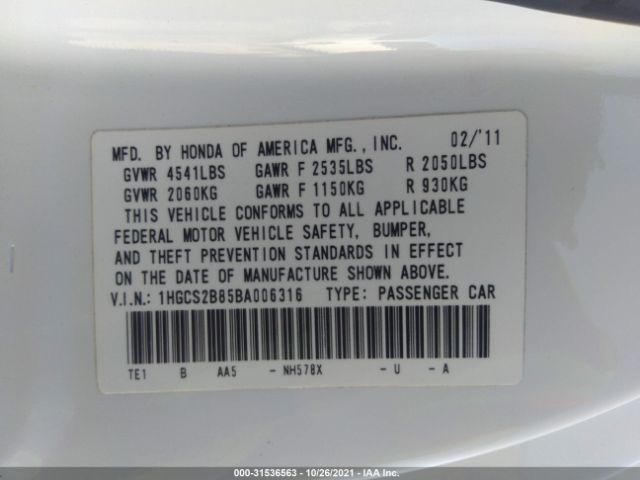 MFD. BY HONDA OF AMERICA MFG., INC. 02/'11
GVWR 4541LBS GAWR F 2535LBS R 2050LBS
GVWR 2060KG GAWR F 1150KG R 930KG
THIS VEHICLE CONFORMS TO ALL APPLICABLE
FEDERAL MOTOR VEHICLE SAFETY, BUMPER,
AND THEFT PREVENTION STANDARDS IN EFFECT
ON THE DATE OF MANUFACTURE SHOWN ABOVE.
V.I.N.: 1HGCS2B85BA006316 TYPE: PASSENGER CAR
TE1 B AA5 - NH578X - U - A
000-31536563 - 10/26/2021 - IAA Inc.